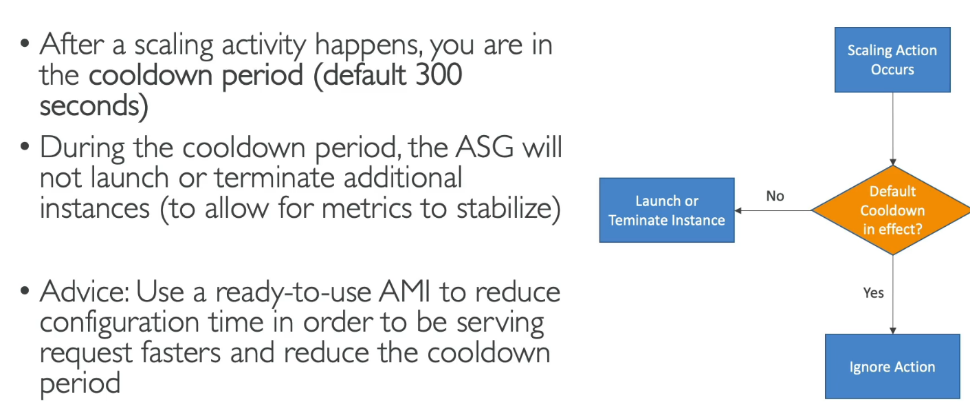 • After a scaling activity happens, you are in
the cooldown period (default 300
seconds)
• During the cooldown period, the ASG will
not launch or terminate additional
instances (to allow for metrics to stabilize)
• Advice: Use a ready-to-use AMI to reduce
configuration time in order to be serving
request fasters and reduce the cooldown
period
Scaling Action
Occurs
Default
Cooldown
in effect?
No
Launch or
Teminate Instance
Yes
Ignore Action